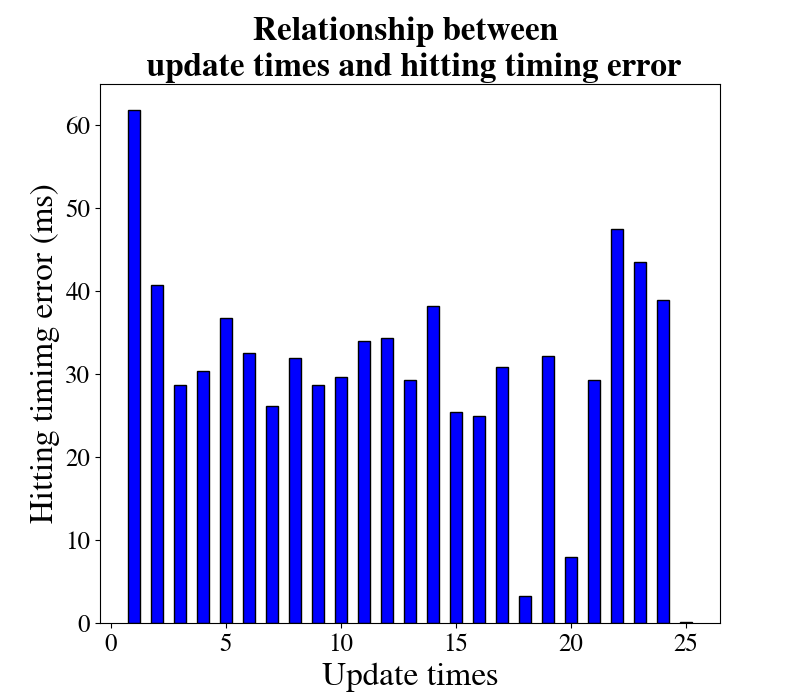 Relationship between
update times and hitting timing error
Hitting timimg error (ms)
60
50
40
30
20
10
0
0 5 10 15 20 25
Update times